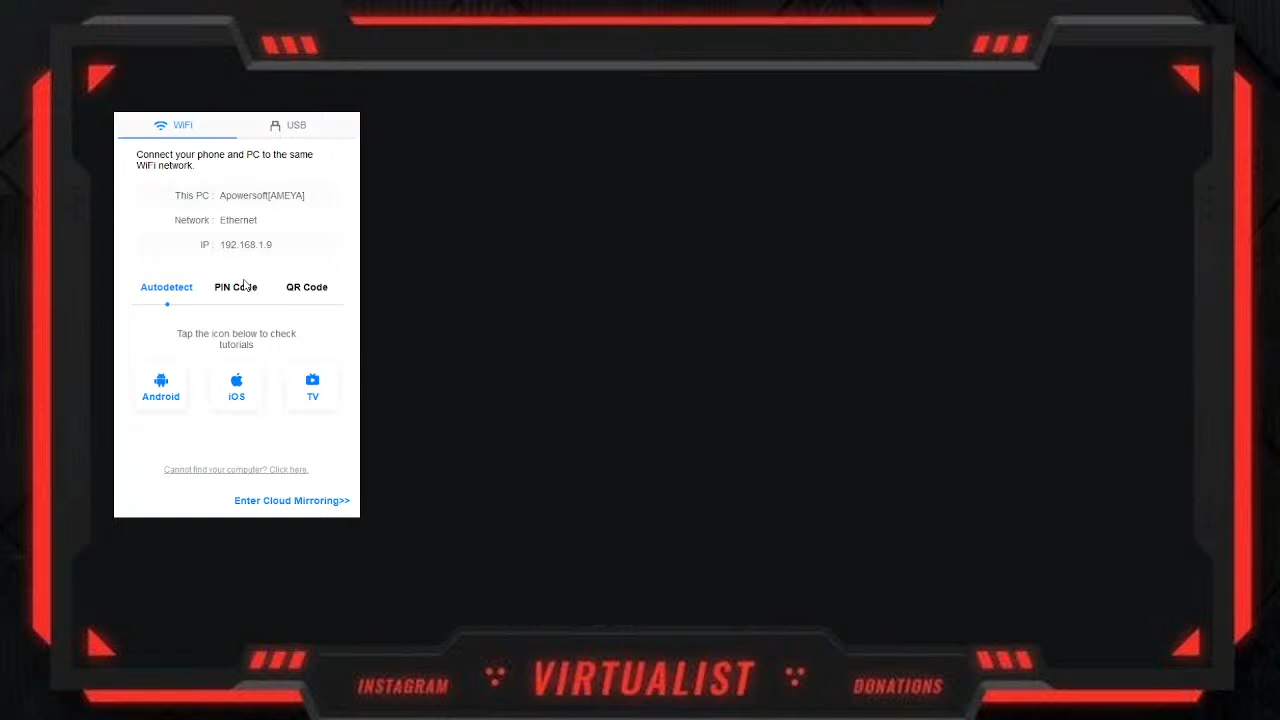 WiFi USB
Connect your phone and PC to the same
WiFi network.
This PC : Apowersoft[AMEYA]
Network : Ethernet
IP : 192.168.1.9
Autodetect PIN Code QR Code
Tap the icon below to check
tutorials
Android iOS TV
Cannot find your computer? Click here.
Enter Cloud Mirroring>>
INSTAGRAM VIRTUALIST DONATIONS